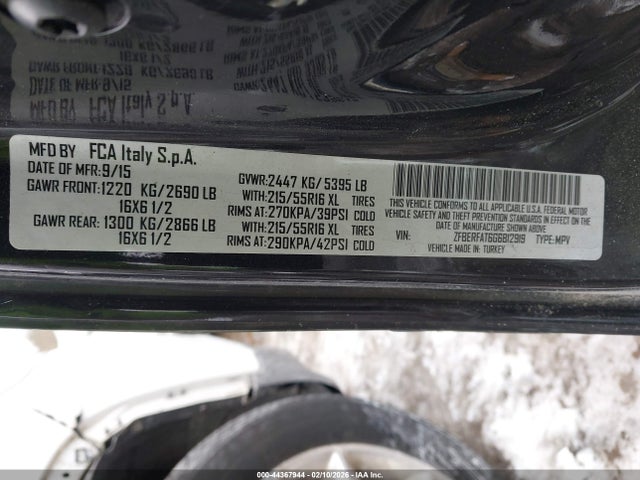 MFD BY FCA Italy S.p.A.
DATE OF MFR: 9/15
GAWR FRONT: 1220 KG/2690 LB
16X6 1/2
GAWR REAR: 1300 KG/2866 LB
16X6 1/2
GVWR: 2447 KG/ 5395 LB
WITH: 215/55R16 XL TIRES
RIMS AT: 270KPA/39PSI COLD
WITH: 215/55R16 XL TIRES
RIMS AT: 290KPA/42PSI COLD
THIS VEHICLE CONFORMS TO ALL APPLICABLE U.S.A. FEDERAL MOTOR
VEHICLE SAFETY, BUMPER AND THEFT PREVENTION STANDARDS IN EFFECT ON THE
DATE OF MANUFACTURE SHOWN ABOVE.
VIN: ZFBERFAT6G6B12919 TYPE: MPV
VEHICLE MADE IN: TURKEY
000-44367944 - 02/10/2026 - IAA Inc.